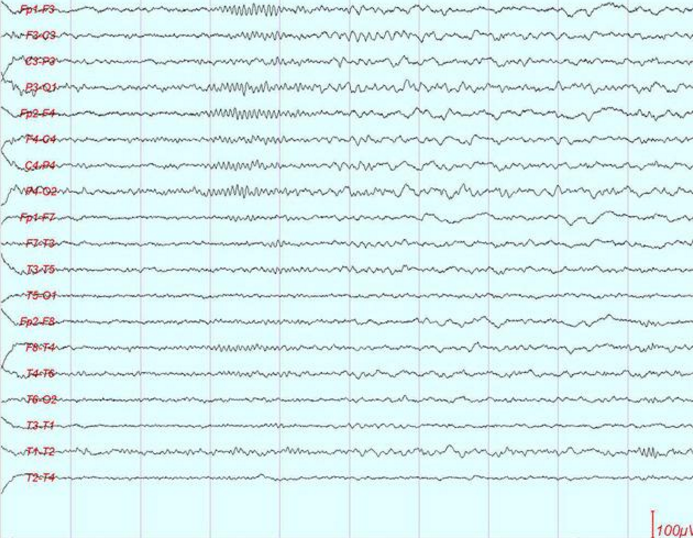 Fp1-F3
F3-C3
C3-P3
P3-O1
Fp2-F4
F4-C4
C4-P4
P4-O2
Fp1-F7
F7-T3
T3-T5
T5-O1
Fp2-F8
F8-T4
T4-T6
T6-O2
T3-T1
T1-T2
T2-T4
100µV